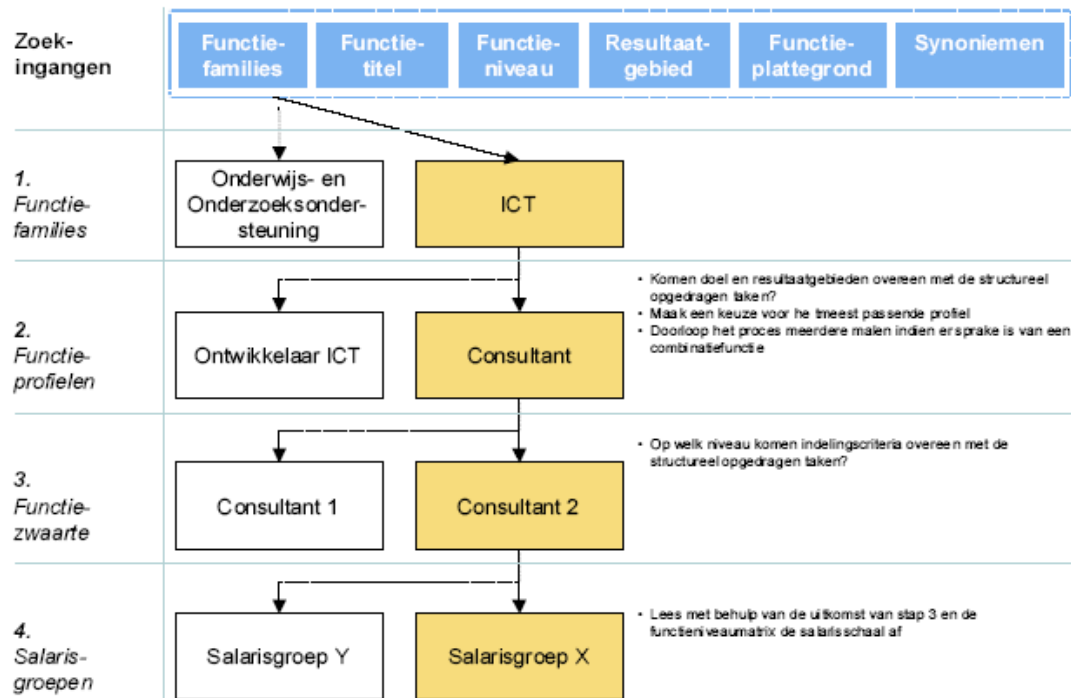 Zoek-
ingangen
Functie-
families
Functie-
titel
Functie-
niveau
Resultaat-
gebied
Functie-
plattegrond
Synoniemen
1.
Functie-
families
Onderwijs- en
Onderzoeksonder-
steuning
ICT
2.
Functie-
profielen
Ontwikkelaar ICT
Consultant
• Komen doel en resultaatgebieden overeen met de structureel
opgedragen taken?
• Maak een keuze voor he tmeest passende profiel
• Doorloop het proces meerdere malen indien er sprake is van een
combinatiefunctie
3.
Functie-
zwaarte
Consultant 1
Consultant 2
• Op welk niveau komen indelingscriteria overeen met de
structureel opgedragen taken?
4.
Salaris-
groepen
Salarisgroep Y
Salarisgroep X
• Lees met behulp van de uitkomst van stap 3 en de
functieniveaumatrix de salarisschaal af